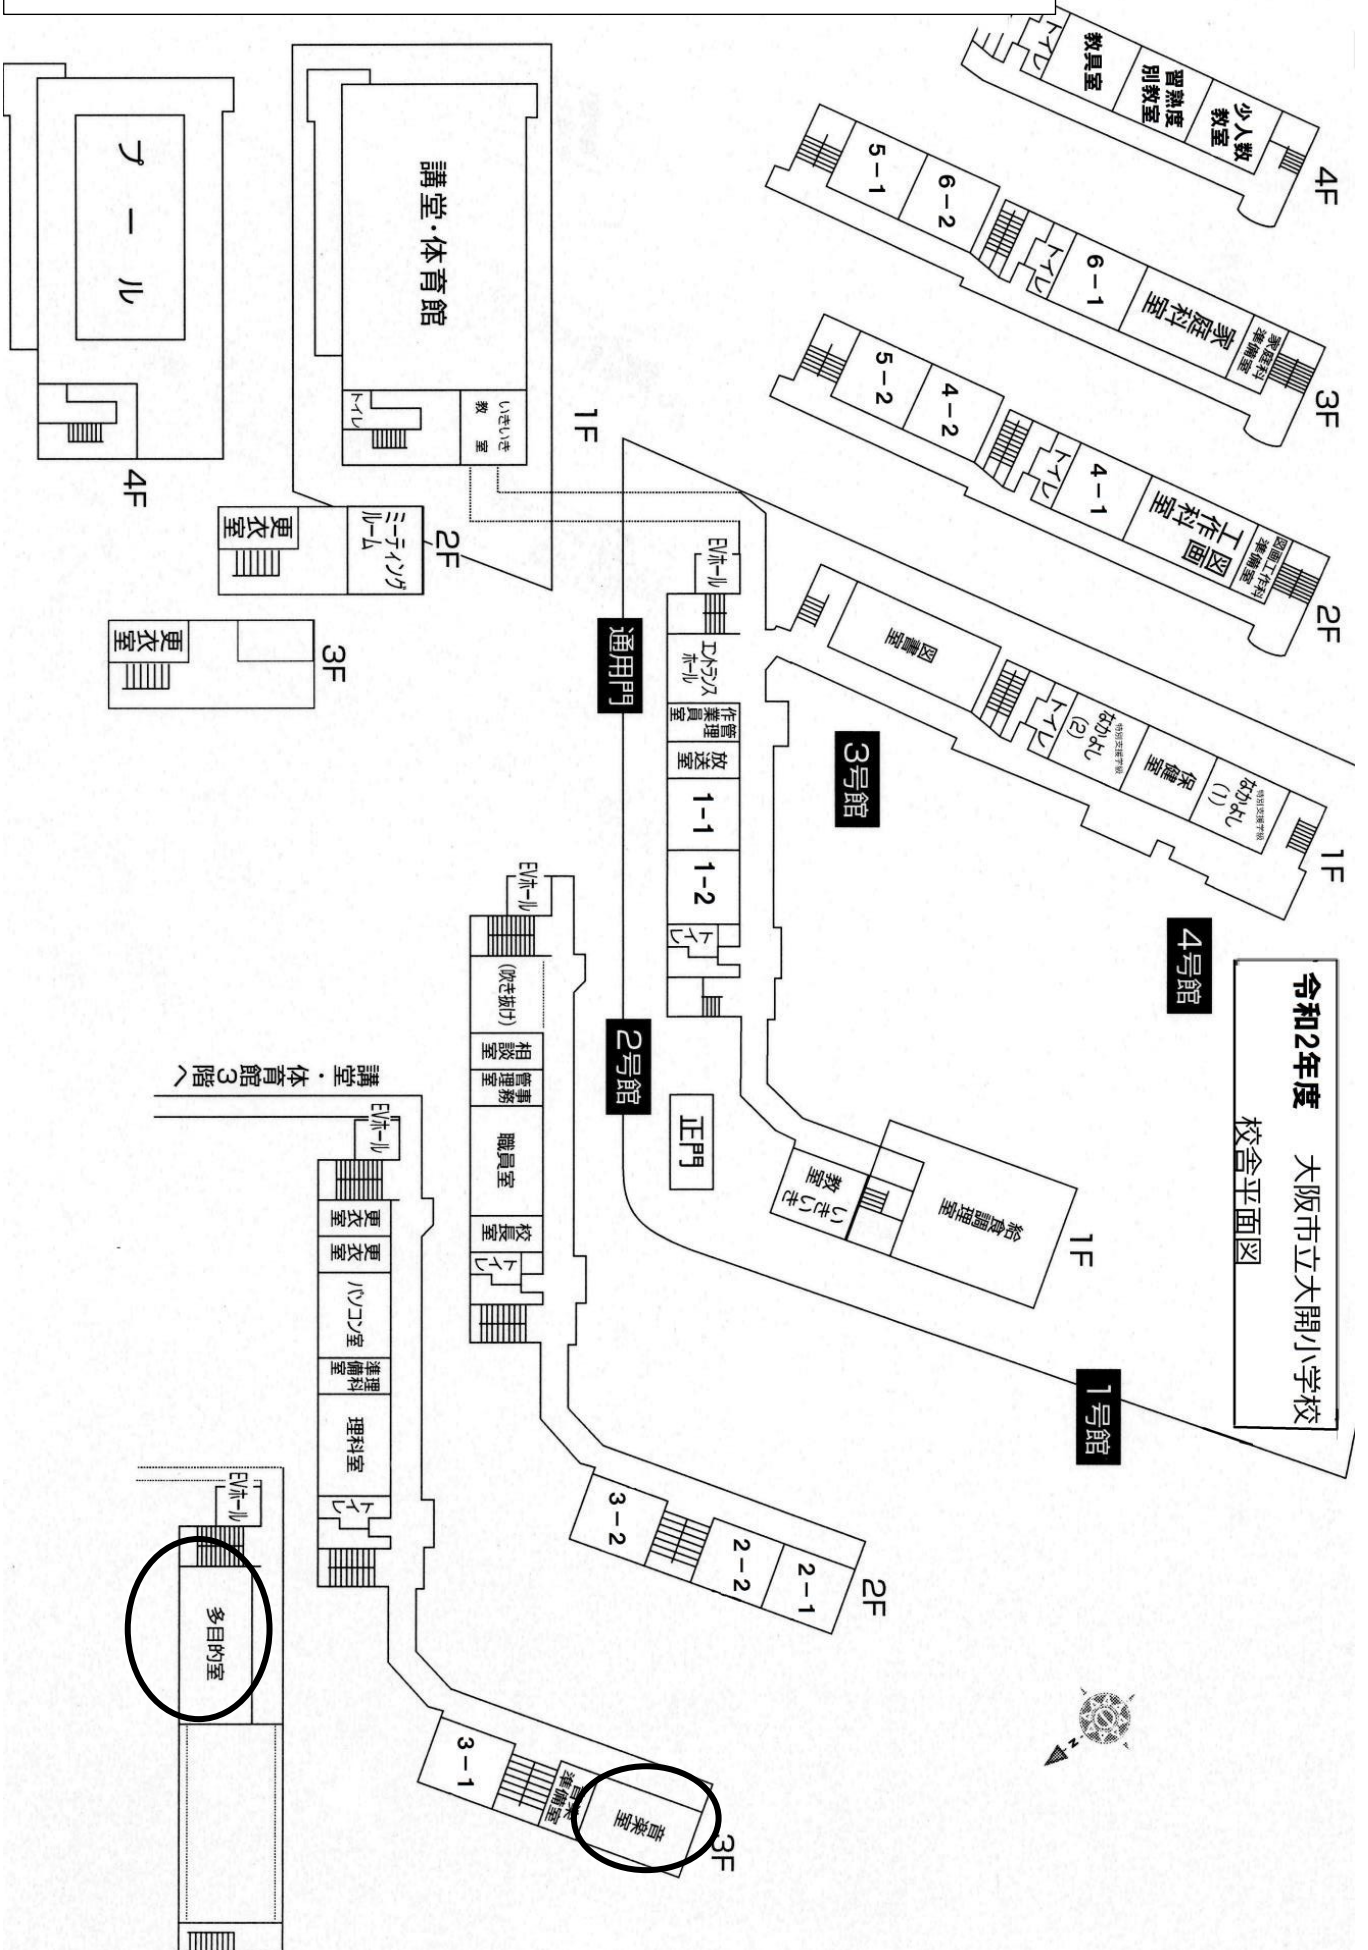 令和2年度　大阪市立大開小学校
校舎平面図
4F
少人数
教室
習熟度
別教室
教具室
トイレ
3F
家庭科
準備室
家庭
科室
6－1
トイレ
6－2
5－1
2F
図画工作科
準備室
図画
工作
科室
4－1
トイレ
4－2
5－2
1F
特別支援学級
なかよし
(1)
保健
室
特別支援学級
なかよし
(2)
トイレ
図書室
4号館
3号館
2号館
1号館
通用門
正門
1F
講堂・体育館
いきいき
教室
トイレ
2F
ミーティング
ルーム
更衣
室
3F
更衣
室
4F
プール
EVホール
エントランス
ホール
管理
作業員
室
放送
室
1-1
1-2
トイレ
いきいき
教室
給食調
理室
1F
EVホール
(吹き抜け)
相談
室
事務
管理
室
職員室
校長
室
トイレ
3－2
2－2
2－1
2F
講堂・体育館3階へ
EVホール
更衣
室
更衣
室
パソコン室
理科
準備
室
理科室
トイレ
3－1
音楽
準備室
音楽
室
3F
EVホール
多目的室
N